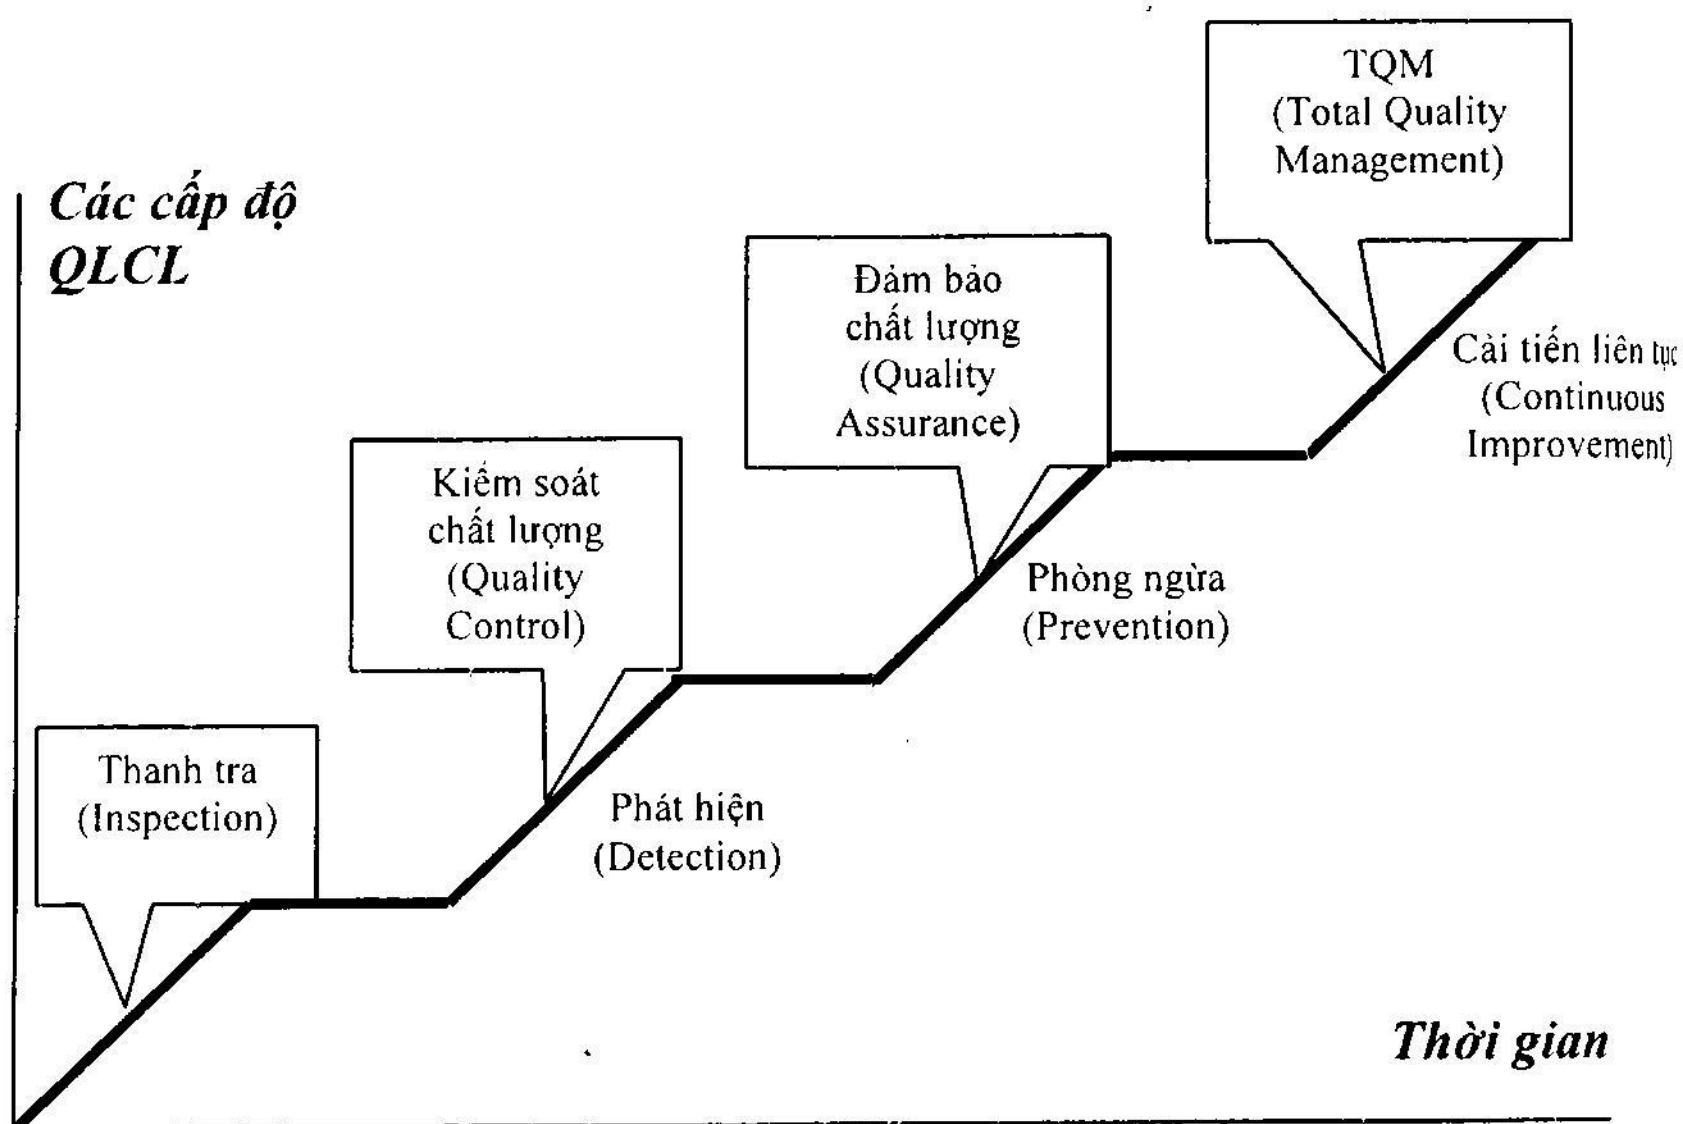 TQM
(Total Quality
Management)
Các cấp độ
QLCL
Đảm bảo
chất lượng
(Quality
Assurance)
Cải tiến liên tục
(Continuous
Improvement)
Kiểm soát
chất lượng
(Quality
Control)
Phòng ngừa
(Prevention)
Thanh tra
(Inspection)
Phát hiện
(Detection)
Thời gian